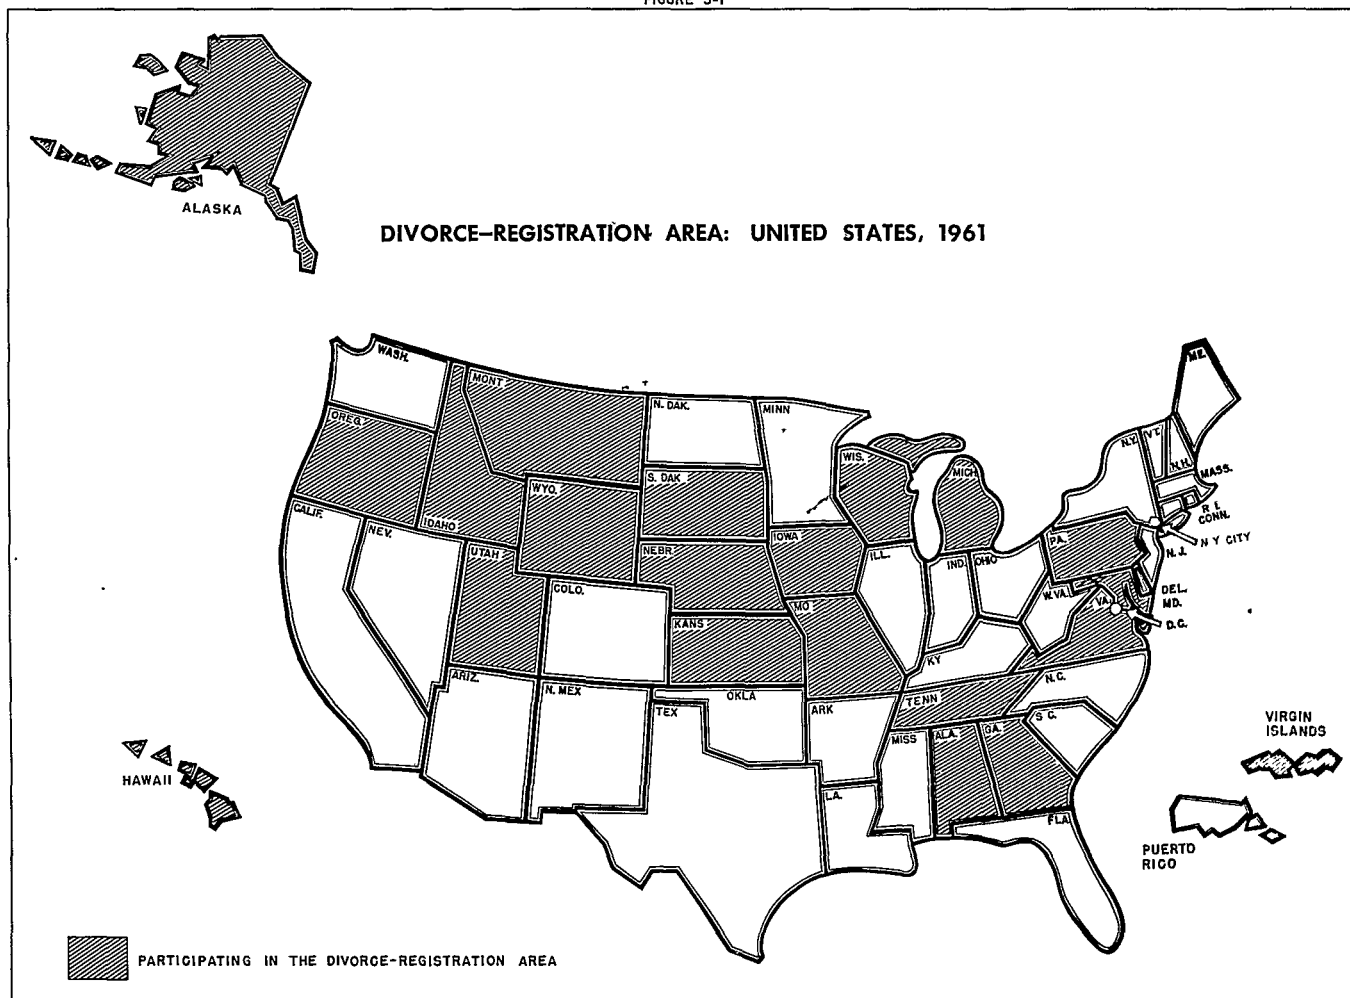 FIGURE 3-1
ALASKA
DIVORCE–REGISTRATION AREA: UNITED STATES, 1961
WASH.
MONT
N. DAK.
MINN
ME.
OREG.
N.Y.
VT.
N.H.
MASS.
WIS.
MICH
S. DAK
WYO.
R I.
CONN.
CALIF.
IDAHO
NEV.
UTAH
NEBR
IOWA
ILL.
IND.
OHIO
PA.
N.J.
N Y CITY
COLO.
KANS
MO
W.VA.
VA.
DEL.
MD.
D.C.
KY
ARIZ.
N. MEX
OKLA
TEX
ARK
TENN
N.C.
S C.
MISS
ALA.
GA.
VIRGIN
ISLANDS
HAWAII
LA.
FLA
PUERTO
RICO
PARTICIPATING IN THE DIVORCE-REGISTRATION AREA